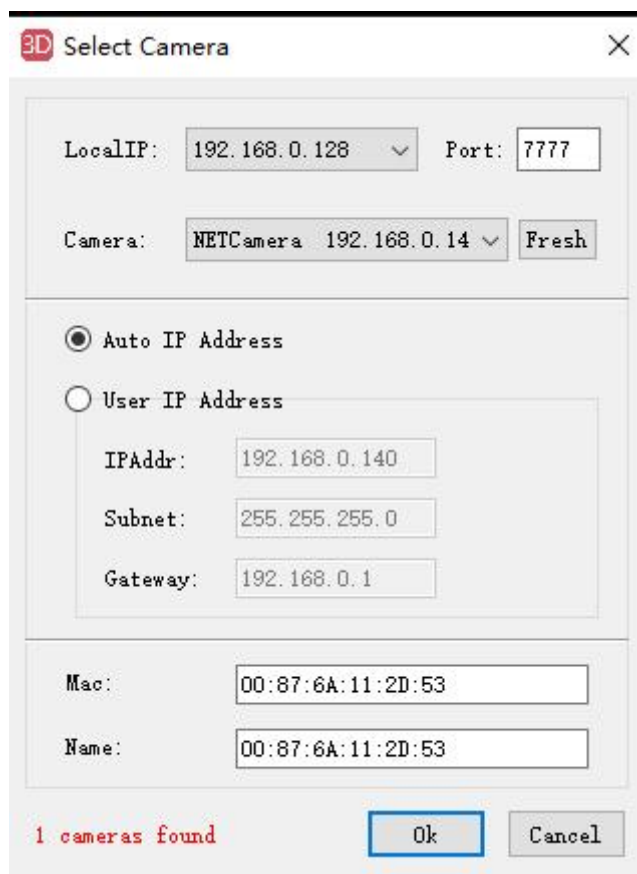 3D Select Camera
LocalIP: 192.168.0.128 Port: 7777
Camera: NETCamera 192.168.0.14 Fresh
Auto IP Address
User IP Address
IPAddr: 192.168.0.140
Subnet: 255.255.255.0
Gateway: 192.168.0.1
Mac: 00:87:6A:11:2D:53
Name: 00:87:6A:11:2D:53
1 cameras found Ok Cancel